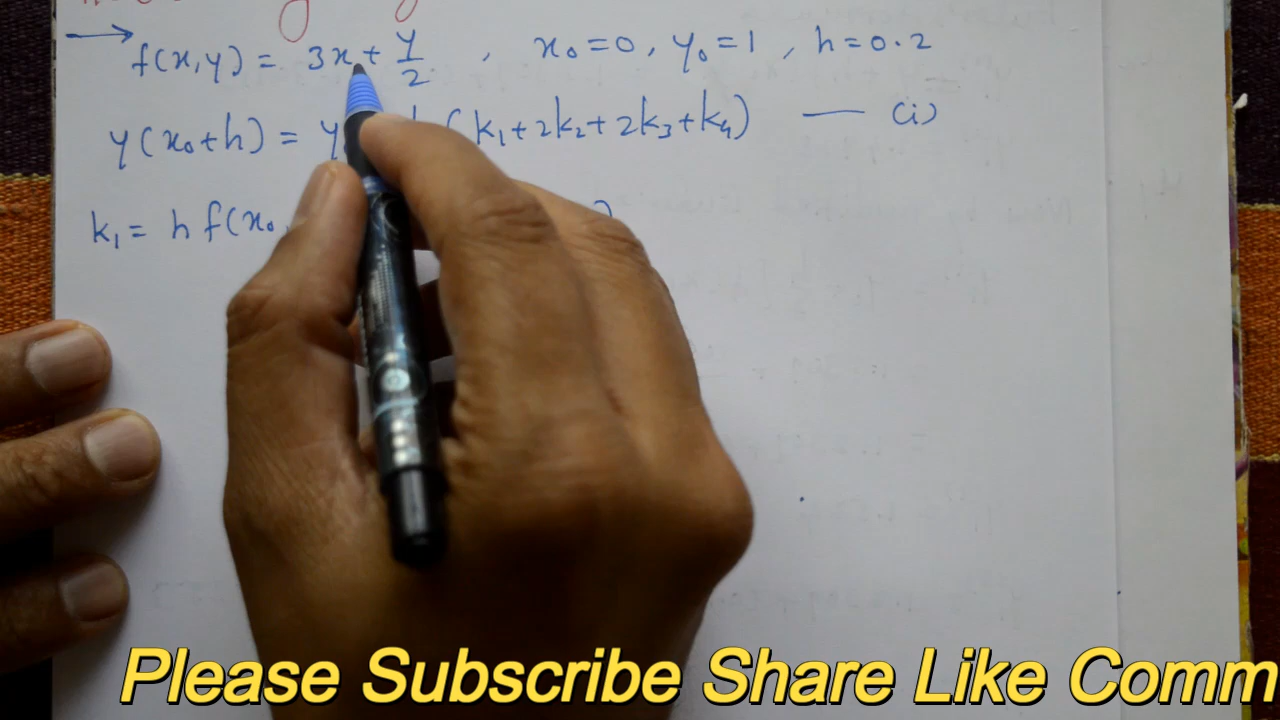 → f(x,y) = 3x + y/2 , x₀ = 0, y₀ = 1 , h = 0.2
y(x₀+h) = y (k₁ + 2k₂ + 2k₃ + k₄) — (i)
k₁ = h f(x₀, )
Please Subscribe Share Like Comm